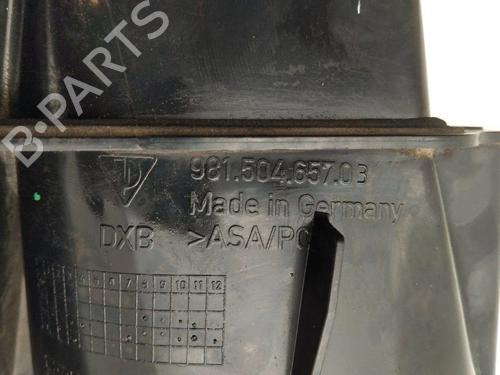 B-PARTS
981.504.657.03
Made in Germany
DXB >ASA/PC
4 5 6 7 8 9 10 11 12